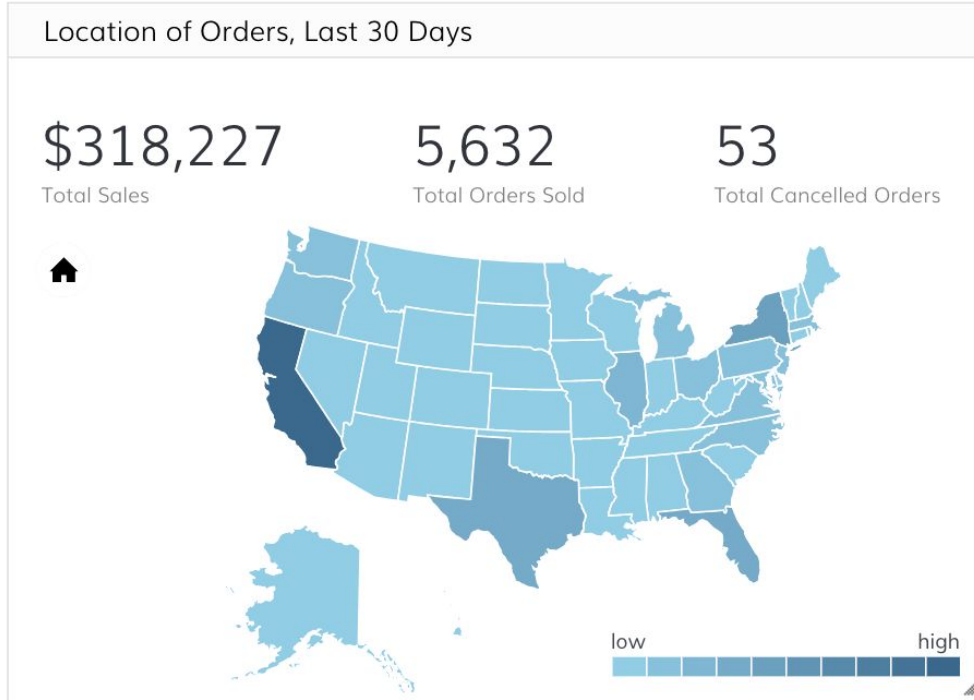 Location of Orders, Last 30 Days
$318,227 5,632 53
Total Sales Total Orders Sold Total Cancelled Orders
low high